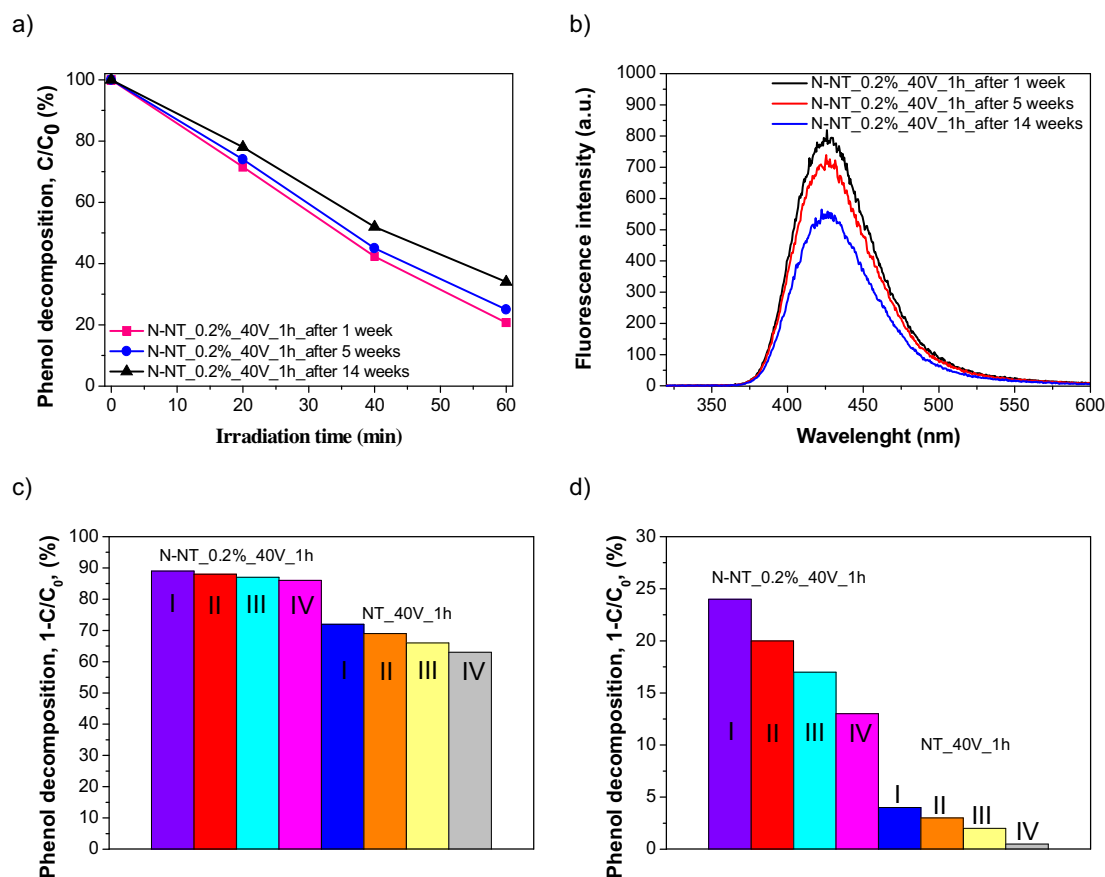 a)
Phenol decomposition, C/C0 (%)
100
80
60
40
20
0
N-NT_0.2%_40V_1h_after 1 week
N-NT_0.2%_40V_1h_after 5 weeks
N-NT_0.2%_40V_1h_after 14 weeks
0 10 20 30 40 50 60
Irradiation time (min)
b)
Fluorescence intensity (a.u.)
1000
900
800
700
600
500
400
300
200
100
0
N-NT_0.2%_40V_1h_after 1 week
N-NT_0.2%_40V_1h_after 5 weeks
N-NT_0.2%_40V_1h_after 14 weeks
350 400 450 500 550 600
Wavelenght (nm)
c)
Phenol decomposition, 1-C/C0, (%)
100
90
80
70
60
50
40
30
20
10
0
N-NT_0.2%_40V_1h
I II III IV
NT_40V_1h
I II III IV
d)
Phenol decomposition, 1-C/C0, (%)
30
25
20
15
10
5
0
N-NT_0.2%_40V_1h
I II III IV
NT_40V_1h
I II III IV